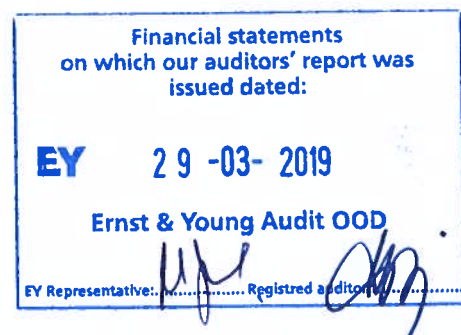 Financial statements
on which our auditors' report was
issued dated:
EY 29 -03- 2019
Ernst & Young Audit OOD
EY Representative:................ Registred auditor:................